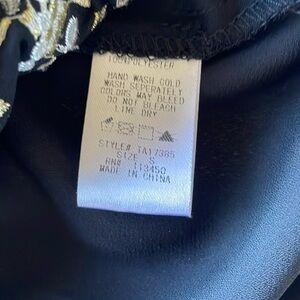 100%POLYESTER
HAND WASH COLD
WASH SEPERATELY
COLORS MAY BLEED
DO NOT BLEACH
LINE DRY
STYLE# TA17385
SIZE S
RN# 113450
MADE IN CHINA